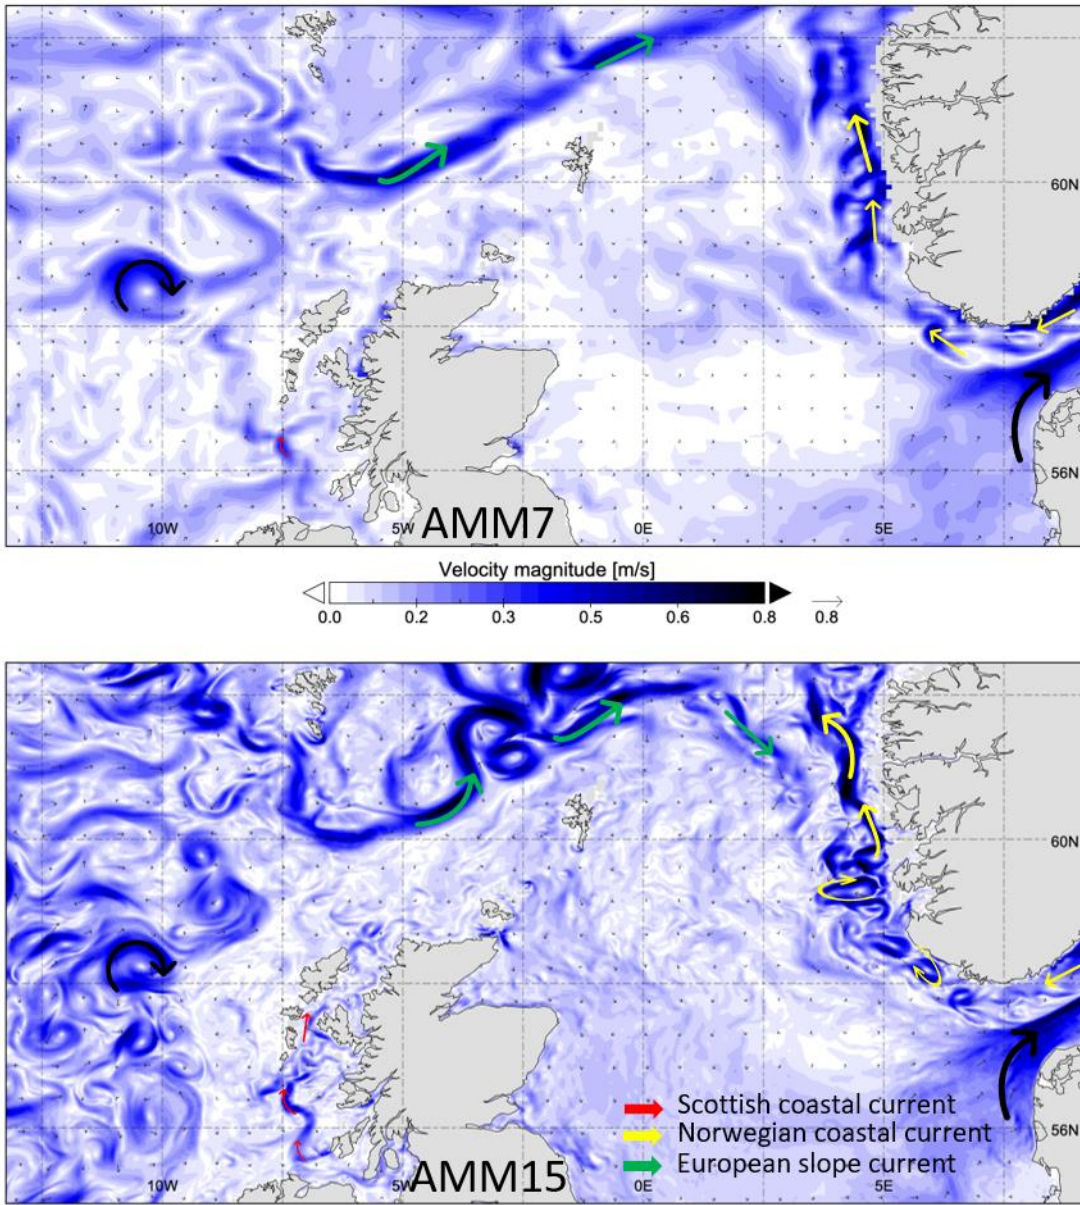 60N
56N
10W
5W
0E
5E
AMM7
Velocity magnitude [m/s]
0.0
0.2
0.3
0.5
0.6
0.8
0.8
60N
Scottish coastal current
Norwegian coastal current
56N
European slope current
10W
5W
0E
5E
AMM15